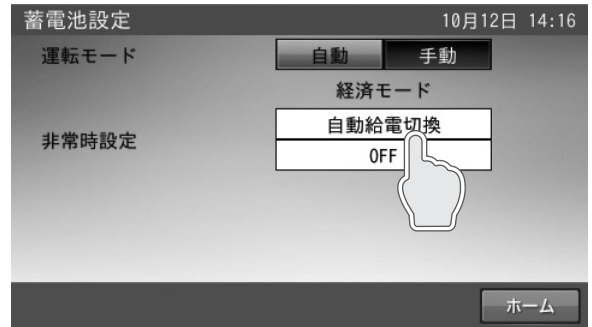 蓄電池設定 10月12日 14:16
運転モード 自動 手動
経済モード
非常時設定 自動給電切換
OFF
ホーム